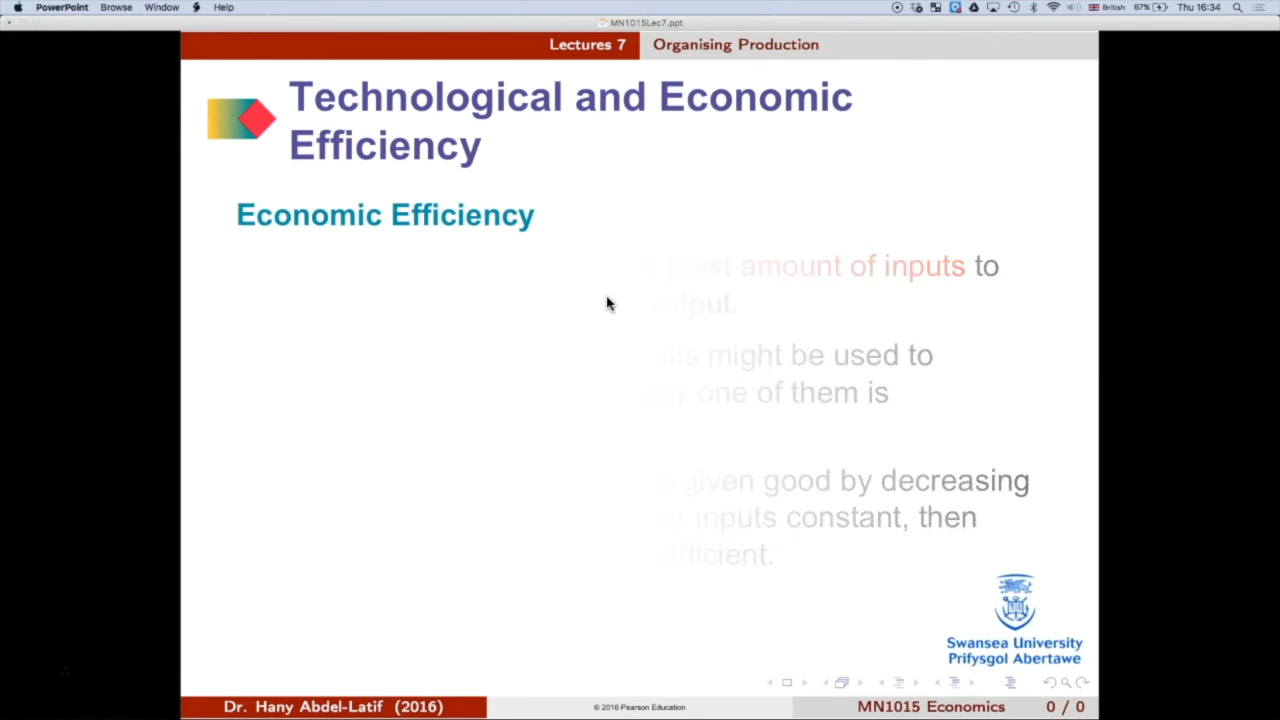 PowerPoint Browse Window Help British 67% Thu 16:34
MN1015Lec7.ppt
Lectures 7 Organising Production
Technological and Economic
Efficiency
Economic Efficiency
amount of inputs to
might be used to
one of them is
given good by decreasing
inputs constant, then
Swansea University
Prifysgol Abertawe
Dr. Hany Abdel-Latif (2016) © 2016 Pearson Education MN1015 Economics 0 / 0